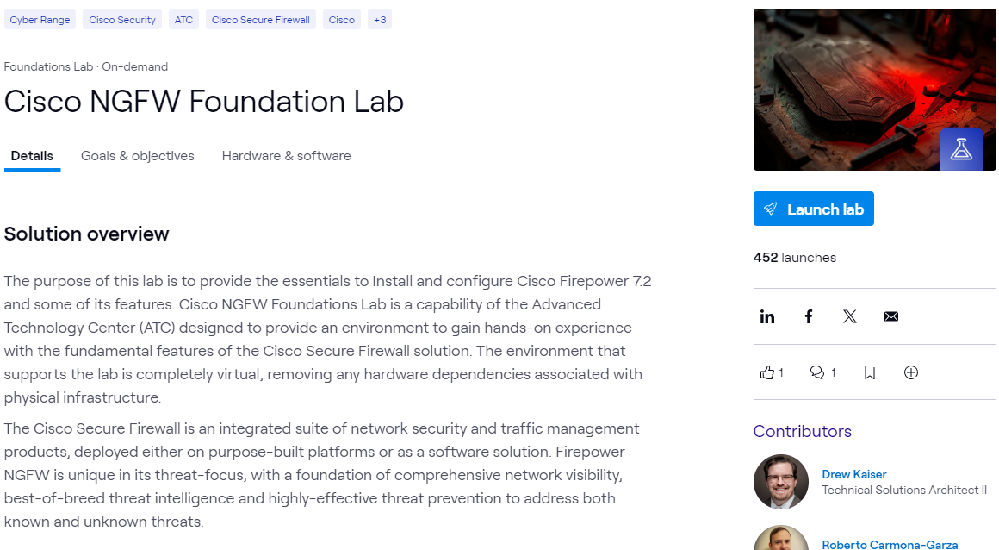 Cyber Range
Cisco Security
ATC
Cisco Secure Firewall
Cisco
+3
Foundations Lab · On-demand
Cisco NGFW Foundation Lab
Details
Goals & objectives
Hardware & software
Solution overview
The purpose of this lab is to provide the essentials to Install and configure Cisco Firepower 7.2
and some of its features. Cisco NGFW Foundations Lab is a capability of the Advanced
Technology Center (ATC) designed to provide an environment to gain hands-on experience
with the fundamental features of the Cisco Secure Firewall solution. The environment that
supports the lab is completely virtual, removing any hardware dependencies associated with
physical infrastructure.
The Cisco Secure Firewall is an integrated suite of network security and traffic management
products, deployed either on purpose-built platforms or as a software solution. Firepower
NGFW is unique in its threat-focus, with a foundation of comprehensive network visibility,
best-of-breed threat intelligence and highly-effective threat prevention to address both
known and unknown threats.
Launch lab
452 launches
1
1
Contributors
Drew Kaiser
Technical Solutions Architect II
Roberto Carmona-Garza